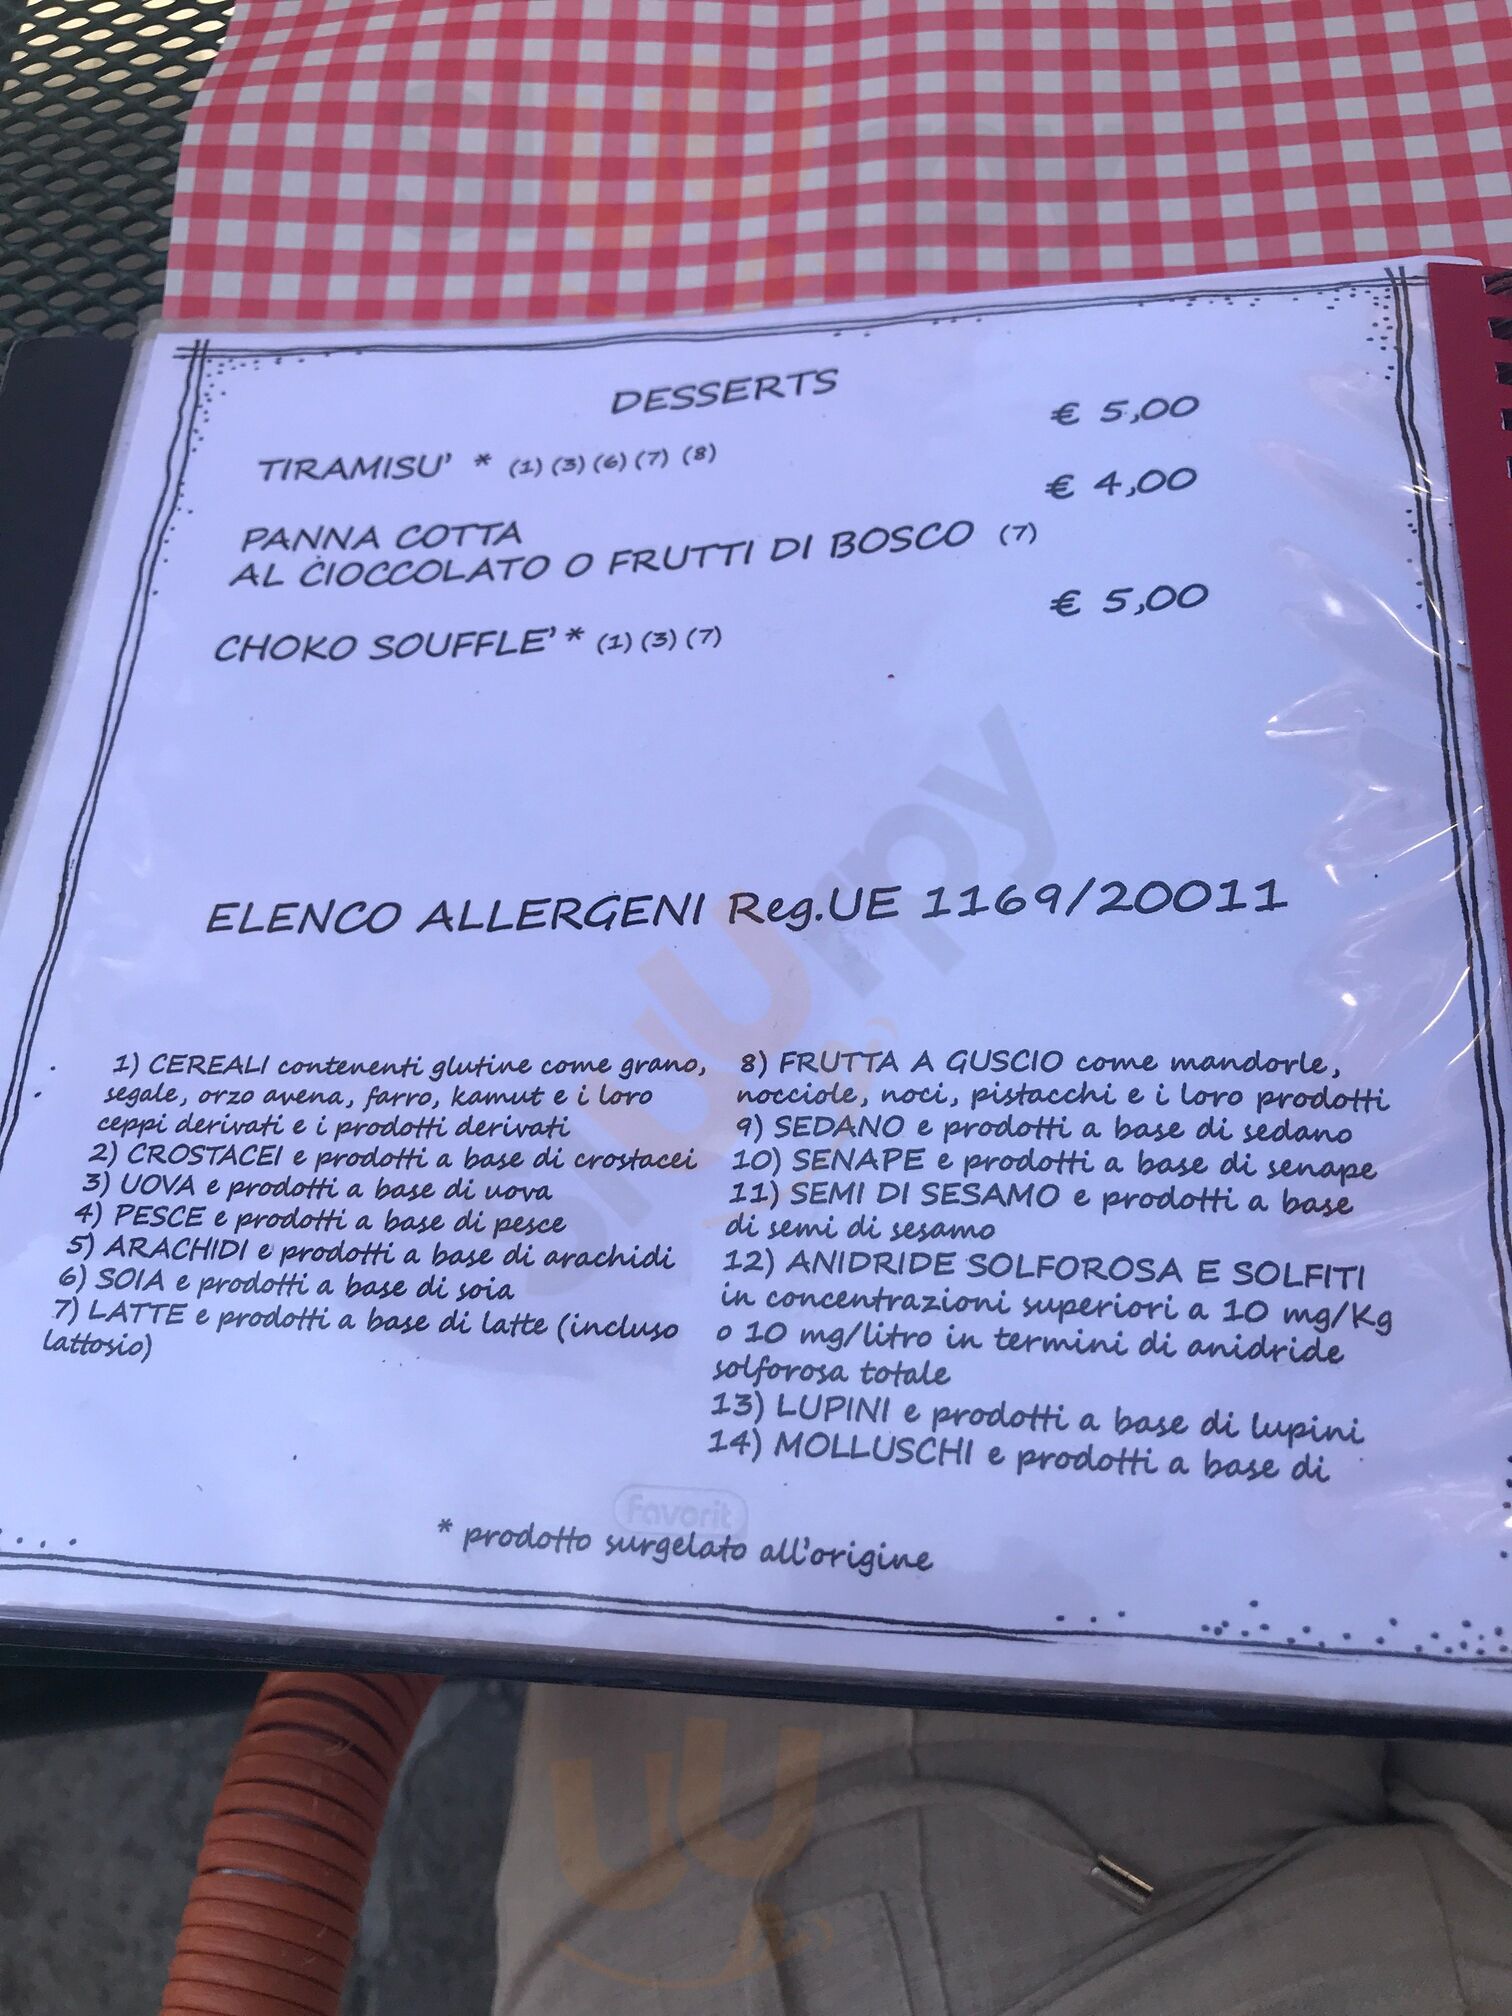 DESSERTS
TIRAMISU' * (1) (3) (6) (7) (8) € 5,00
PANNA COTTA € 4,00
AL CIOCCOLATO O FRUTTI DI BOSCO (7)
CHOKO SOUFFLE' * (1) (3) (7) € 5,00
ELENCO ALLERGENI Reg.UE 1169/20011
1) CEREALI contenenti glutine come grano,
segale, orzo avena, farro, kamut e i loro
ceppi derivati e i prodotti derivati
2) CROSTACEI e prodotti a base di crostacei
3) UOVA e prodotti a base di uova
4) PESCE e prodotti a base di pesce
5) ARACHIDI e prodotti a base di arachidi
6) SOIA e prodotti a base di soia
7) LATTE e prodotti a base di latte (incluso
lattosio)
8) FRUTTA A GUSCIO come mandorle,
nocciole, noci, pistacchi e i loro prodotti
9) SEDANO e prodotti a base di sedano
10) SENAPE e prodotti a base di senape
11) SEMI DI SESAMO e prodotti a base
di semi di sesamo
12) ANIDRIDE SOLFOROSA E SOLFITI
in concentrazioni superiori a 10 mg/Kg
o 10 mg/litro in termini di anidride
solforosa totale
13) LUPINI e prodotti a base di lupini
14) MOLLUSCHI e prodotti a base di
Favorit
* prodotto surgelato all'origine
Sluurpy